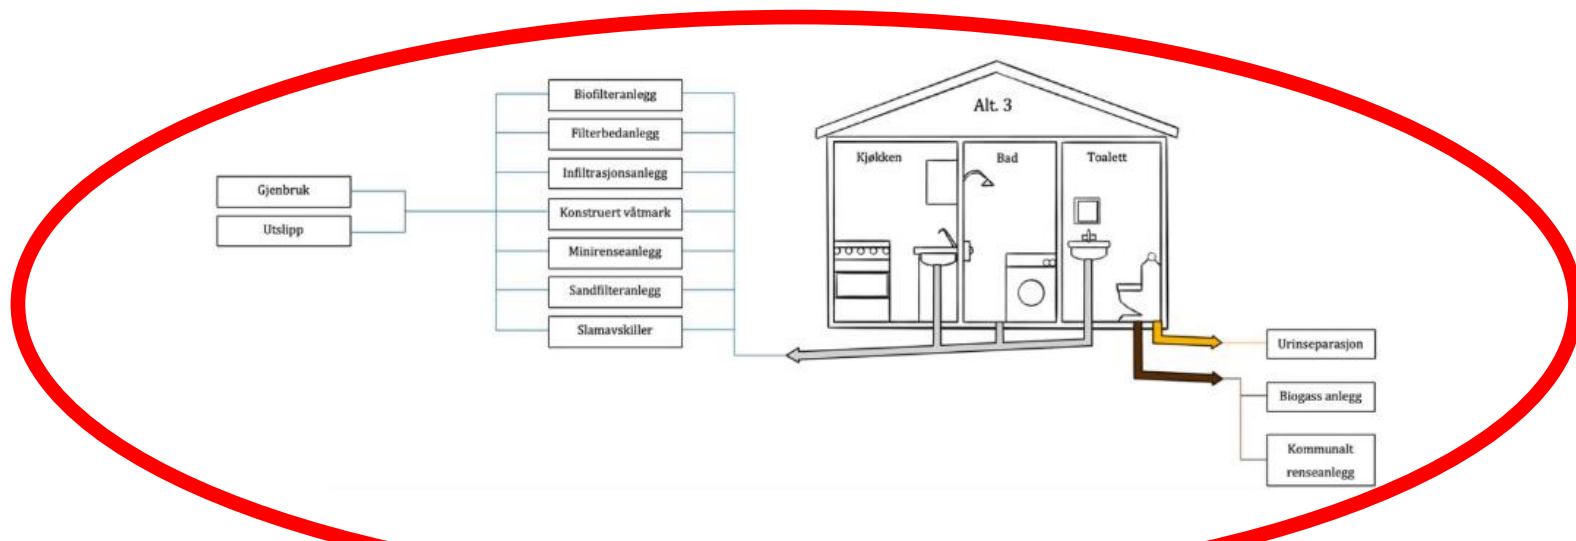 Alt. 3
Kjøkken
Bad
Toalett
Biofilteranlegg
Filterbedanlegg
Infiltrasjonsanlegg
Konstruert våtmark
Minirenseanlegg
Sandfilteranlegg
Slamavskiller
Gjenbruk
Utslipp
Urinseparasjon
Biogass anlegg
Kommunalt
renseanlegg